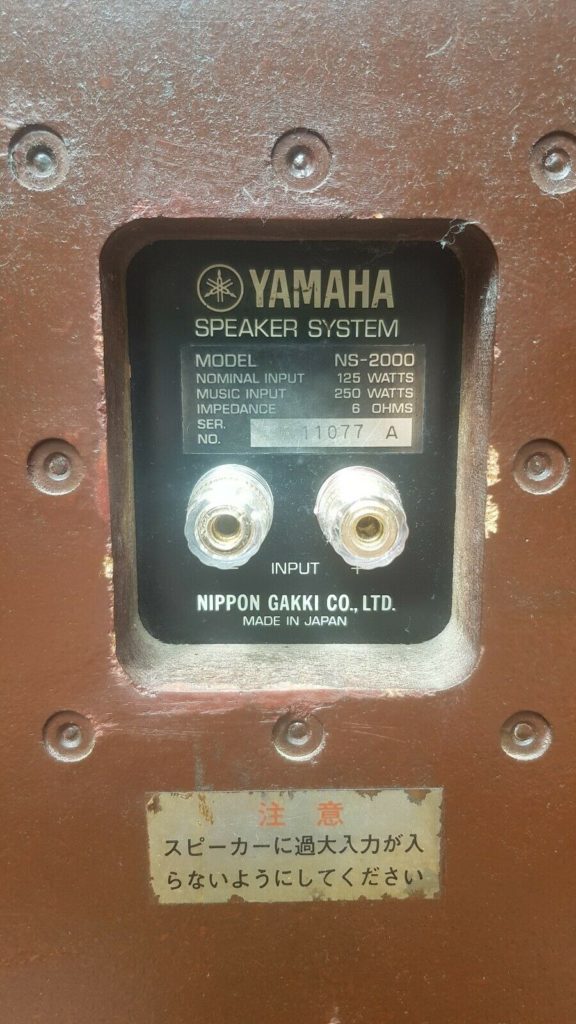 YAMAHA
SPEAKER SYSTEM
MODEL NS-2000
NOMINAL INPUT 125 WATTS
MUSIC INPUT 250 WATTS
IMPEDANCE 6 OHMS
SER.
NO. 11077 A
− INPUT +
NIPPON GAKKI CO., LTD.
MADE IN JAPAN
注意
スピーカーに過大入力が入
らないようにしてください